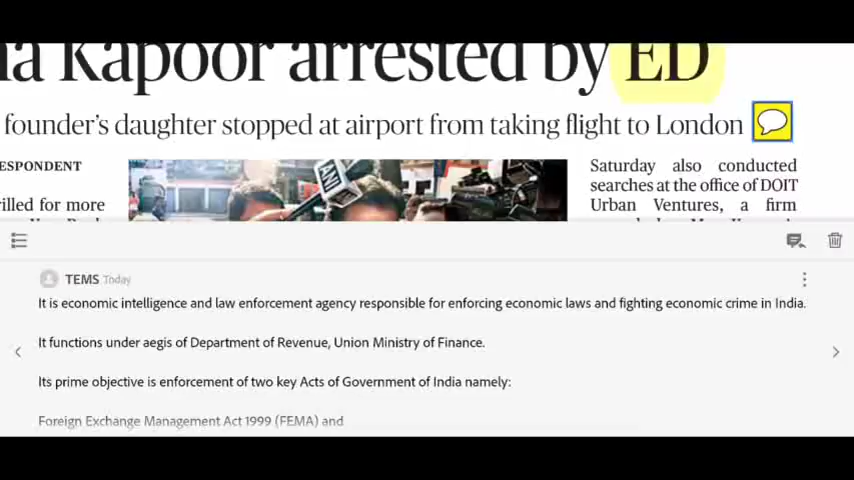 Kapoor arrested by ED
founder's daughter stopped at airport from taking flight to London
Saturday also conducted
searches at the office of DOIT
Urban Ventures, a firm
for more
ANI
TEMS Today
It is economic intelligence and law enforcement agency responsible for enforcing economic laws and fighting economic crime in India.
It functions under aegis of Department of Revenue, Union Ministry of Finance.
Its prime objective is enforcement of two key Acts of Government of India namely:
Foreign Exchange Management Act 1999 (FEMA) and